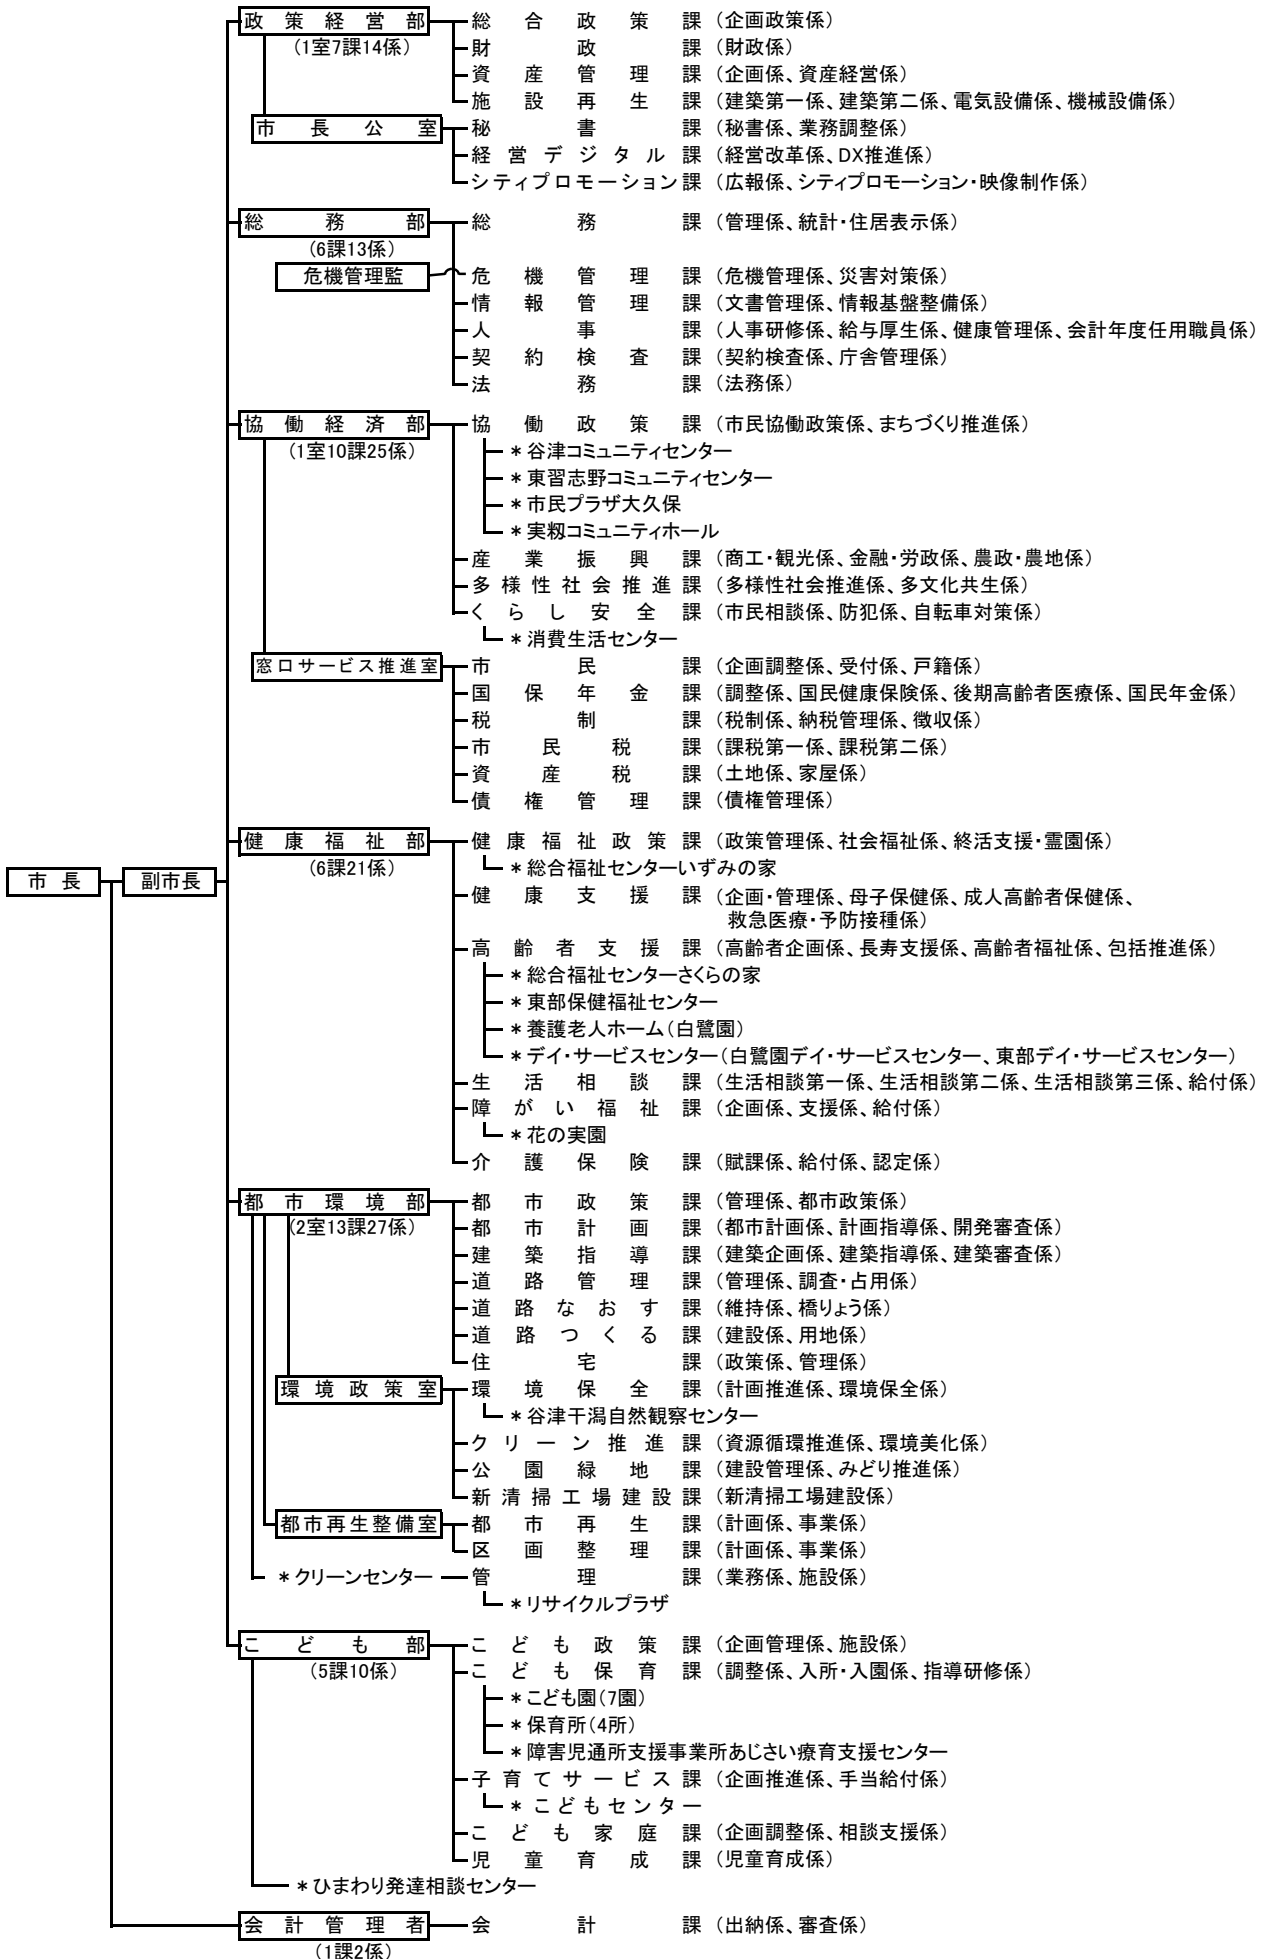 政策経営部 総合政策課（企画政策係）
（1室7課14係） 財政課（財政係）
資産管理課（企画係、資産経営係）
施設再生課（建築第一係、建築第二係、電気設備係、機械設備係）
市長公室 秘書課（秘書係、業務調整係）
経営デジタル課（経営改革係、DX推進係）
シティプロモーション課（広報係、シティプロモーション・映像制作係）
総務部 総務課（管理係、統計・住居表示係）
（6課13係）
危機管理監 危機管理課（危機管理係、災害対策係）
情報管理課（文書管理係、情報基盤整備係）
人事課（人事研修係、給与厚生係、健康管理係、会計年度任用職員係）
契約検査課（契約検査係、庁舎管理係）
法務課（法務係）
協働経済部 協働政策課（市民協働政策係、まちづくり推進係）
（1室10課25係） ＊谷津コミュニティセンター
＊東習志野コミュニティセンター
＊市民プラザ大久保
＊実籾コミュニティホール
産業振興課（商工・観光係、金融・労政係、農政・農地係）
多様性社会推進課（多様性社会推進係、多文化共生係）
くらし安全課（市民相談係、防犯係、自転車対策係）
＊消費生活センター
窓口サービス推進室 市民課（企画調整係、受付係、戸籍係）
国保年金課（調整係、国民健康保険係、後期高齢者医療係、国民年金係）
税制課（税制係、納税管理係、徴収係）
市民税課（課税第一係、課税第二係）
資産税課（土地係、家屋係）
債権管理課（債権管理係）
健康福祉部 健康福祉政策課（政策管理係、社会福祉係、終活支援・霊園係）
（6課21係） ＊総合福祉センターいずみの家
市長 副市長 健康支援課（企画・管理係、母子保健係、成人高齢者保健係、
救急医療・予防接種係）
高齢者支援課（高齢者企画係、長寿支援係、高齢者福祉係、包括推進係）
＊総合福祉センターさくらの家
＊東部保健福祉センター
＊養護老人ホーム（白鷺園）
＊デイ・サービスセンター（白鷺園デイ・サービスセンター、東部デイ・サービスセンター）
生活相談課（生活相談第一係、生活相談第二係、生活相談第三係、給付係）
障がい福祉課（企画係、支援係、給付係）
＊花の実園
介護保険課（賦課係、給付係、認定係）
都市環境部 都市政策課（管理係、都市政策係）
（2室13課27係） 都市計画課（都市計画係、計画指導係、開発審査係）
建築指導課（建築企画係、建築指導係、建築審査係）
道路管理課（管理係、調査・占用係）
道路なおす課（維持係、橋りょう係）
道路つくる課（建設係、用地係）
住宅課（政策係、管理係）
環境政策室 環境保全課（計画推進係、環境保全係）
＊谷津干潟自然観察センター
クリーン推進課（資源循環推進係、環境美化係）
公園緑地課（建設管理係、みどり推進係）
新清掃工場建設課（新清掃工場建設係）
都市再生整備室 都市再生課（計画係、事業係）
区画整理課（計画係、事業係）
＊クリーンセンター 管理課（業務係、施設係）
＊リサイクルプラザ
こども部 こども政策課（企画管理係、施設係）
（5課10係） こども保育課（調整係、入所・入園係、指導研修係）
＊こども園（7園）
＊保育所（4所）
＊障害児通所支援事業所あじさい療育支援センター
子育てサービス課（企画推進係、手当給付係）
＊こどもセンター
こども家庭課（企画調整係、相談支援係）
児童育成課（児童育成係）
＊ひまわり発達相談センター
会計管理者 会計課（出納係、審査係）
（1課2係）